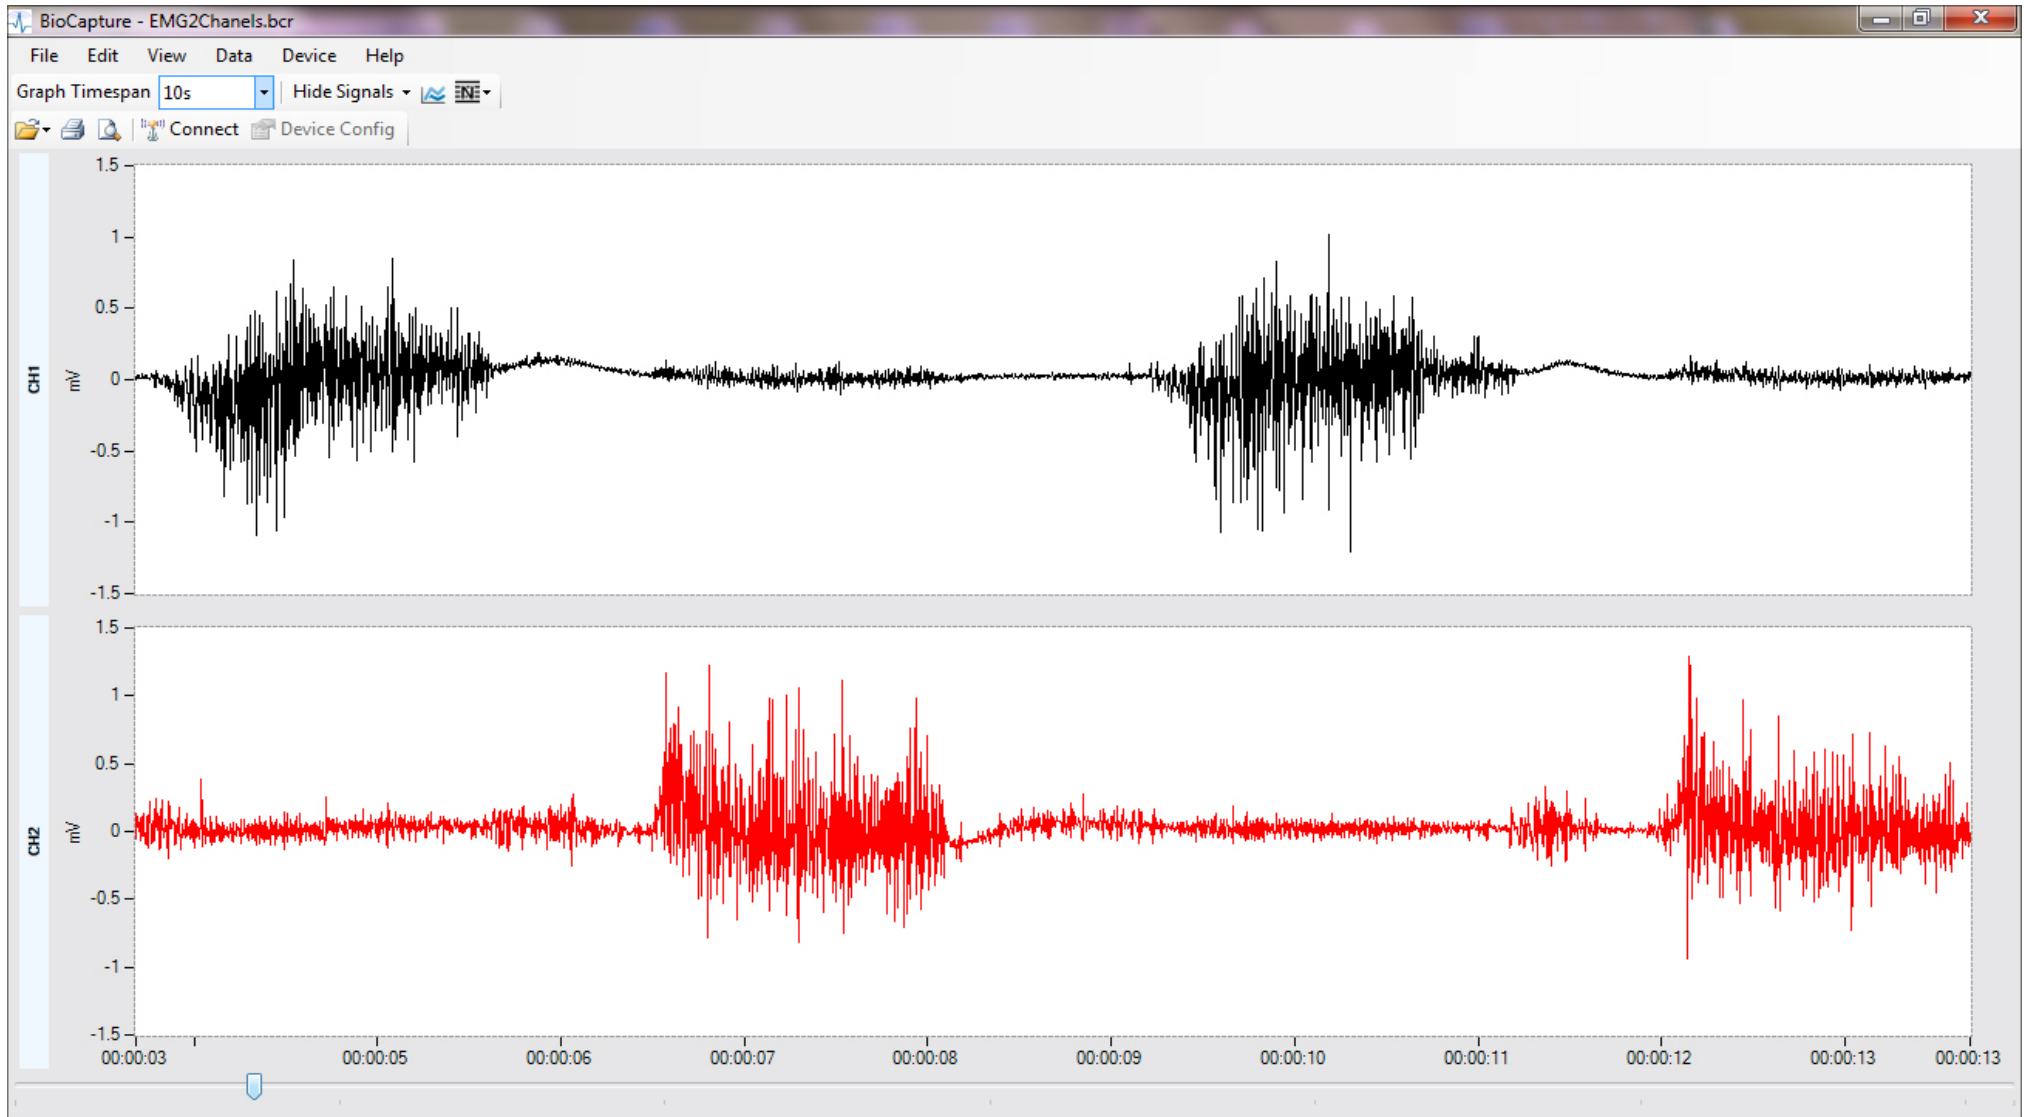 BioCapture - EMG2Chanels.bcr
File Edit View Data Device Help
Graph Timespan 10s Hide Signals N
Connect Device Config
CH1
mV
1.5
1
0.5
0
-0.5
-1
-1.5
CH2
mV
1.5
1
0.5
0
-0.5
-1
-1.5
00:00:03 00:00:05 00:00:06 00:00:07 00:00:08 00:00:09 00:00:10 00:00:11 00:00:12 00:00:13 00:00:13